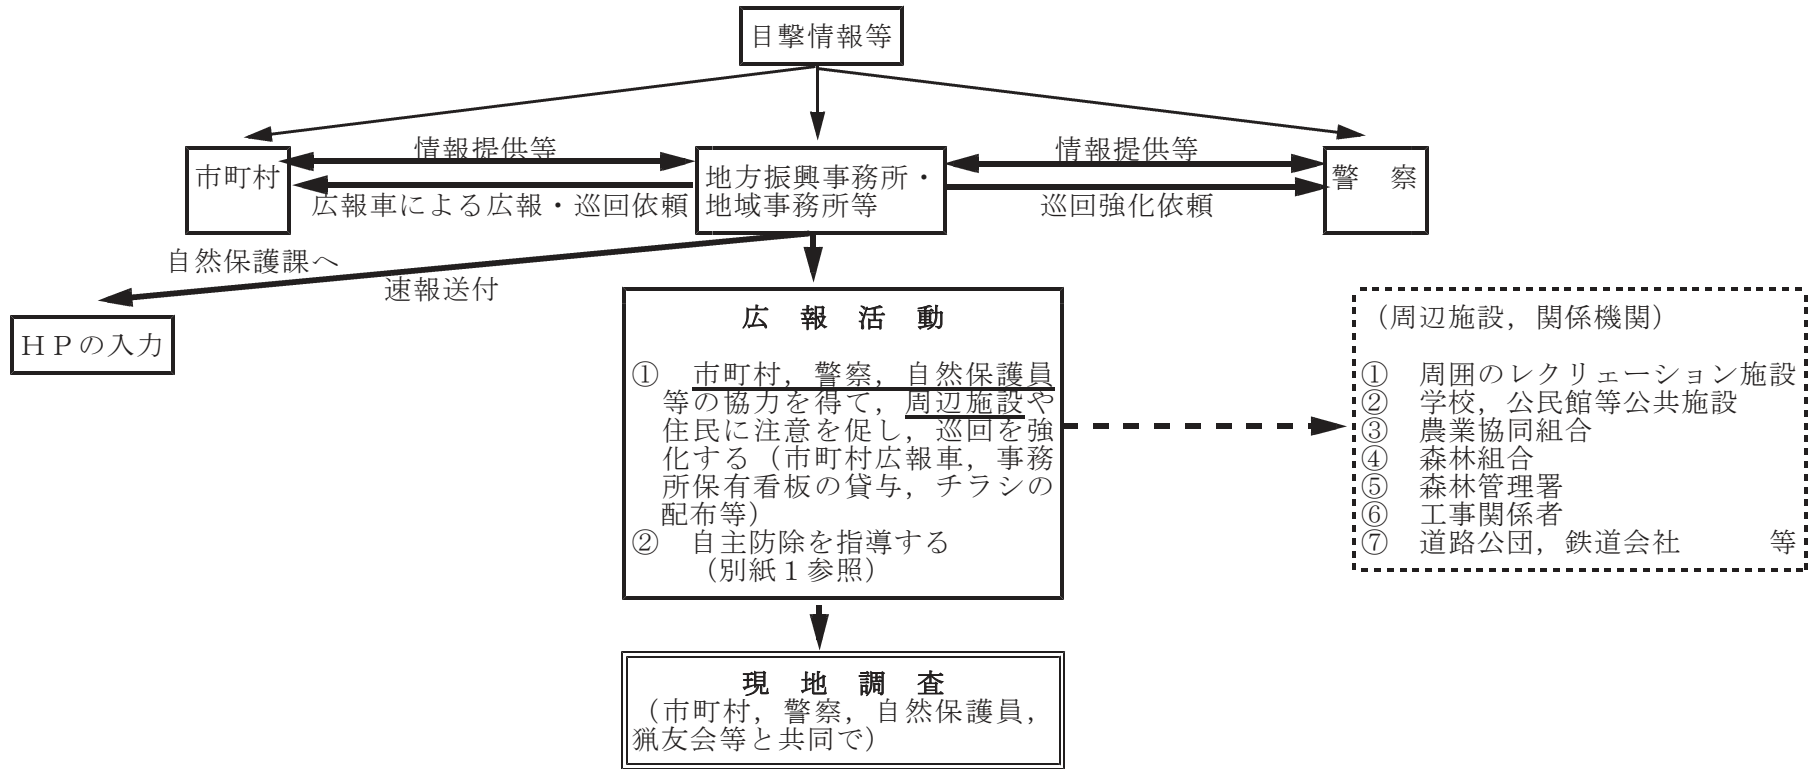 目撃情報等
情報提供等
情報提供等
市町村
地方振興事務所・
地域事務所等
警　察
広報車による広報・巡回依頼
巡回強化依頼
自然保護課へ
速報送付
ＨＰの入力
広　報　活　動
①　市町村，警察，自然保護員
等の協力を得て，周辺施設や
住民に注意を促し，巡回を強
化する（市町村広報車，事務
所保有看板の貸与，チラシの
配布等）
②　自主防除を指導する
（別紙１参照）
（周辺施設，関係機関）
①　周囲のレクリェーション施設
②　学校，公民館等公共施設
③　農業協同組合
④　森林組合
⑤　森林管理署
⑥　工事関係者
⑦　道路公団，鉄道会社　　　等
現　地　調　査
（市町村，警察，自然保護員，
猟友会等と共同で）